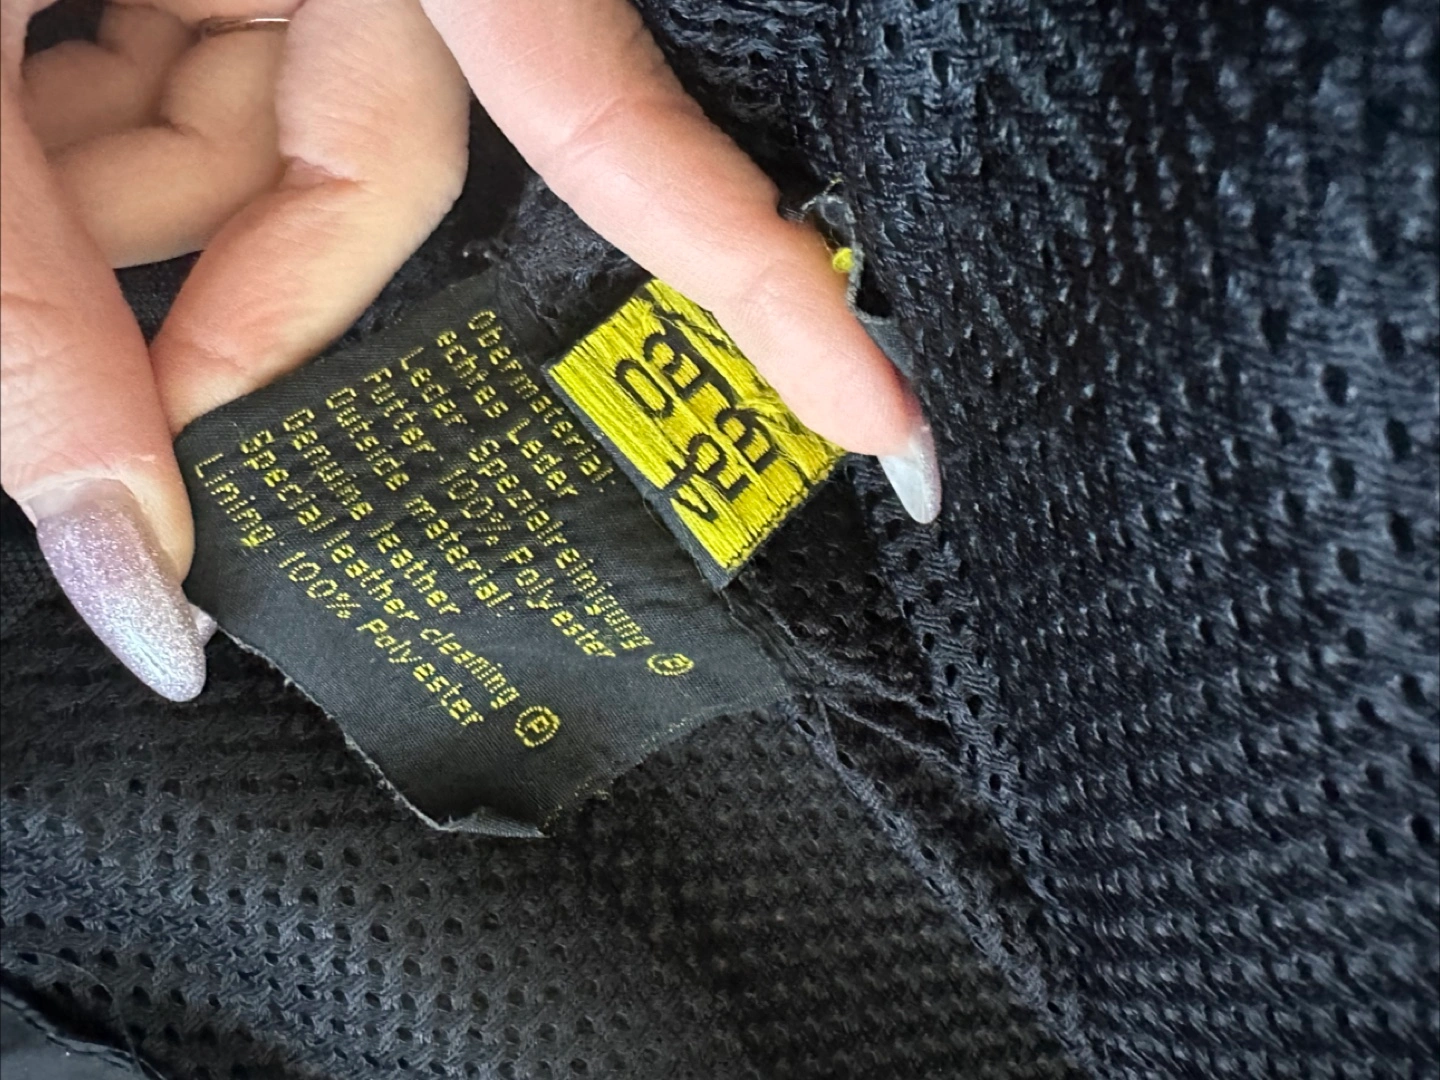 Obermaterial
echtes Leder
Leder - Spezialreinigung Ⓟ
Futter: 100% Polyester
Outside material:
Genuine leather
Special leather cleaning Ⓟ
Lining: 100% Polyester